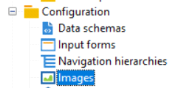 Configuration
Data schemas
Input forms
Navigation hierarchies
Images